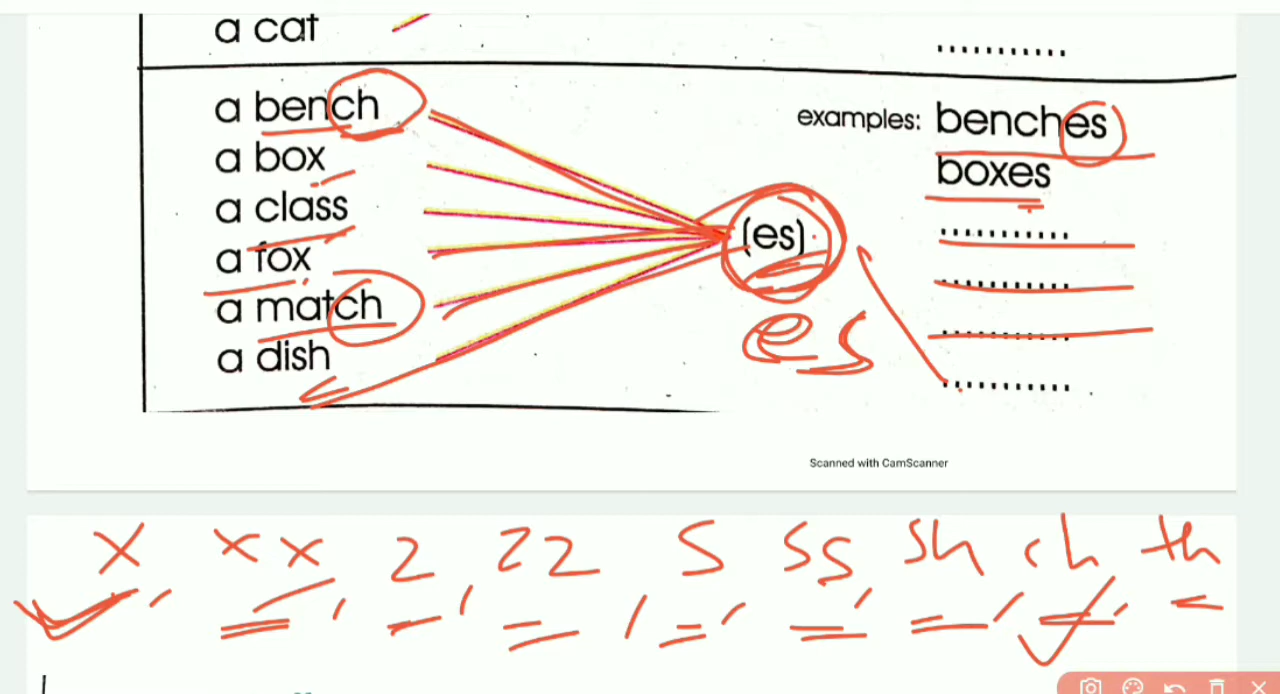 a cat ...........
a bench examples: benches
a box boxes
a class ...........
(es)
a fox ...........
a match ...........
es
a dish ...........
Scanned with CamScanner
x, xx, z, zz, s, ss, sh, ch, th